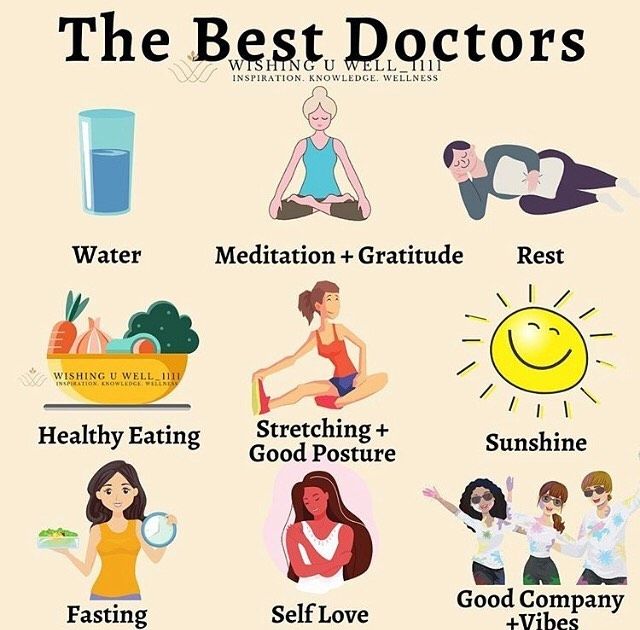 The Best Doctors
WISHING U WELL_1111
INSPIRATION. KNOWLEDGE. WELLNESS
Water
Meditation + Gratitude
Rest
WISHING U WELL_1111
INSPIRATION. KNOWLEDGE. WELLNESS
Healthy Eating
Stretching +
Good Posture
Sunshine
Fasting
Self Love
Good Company
+Vibes